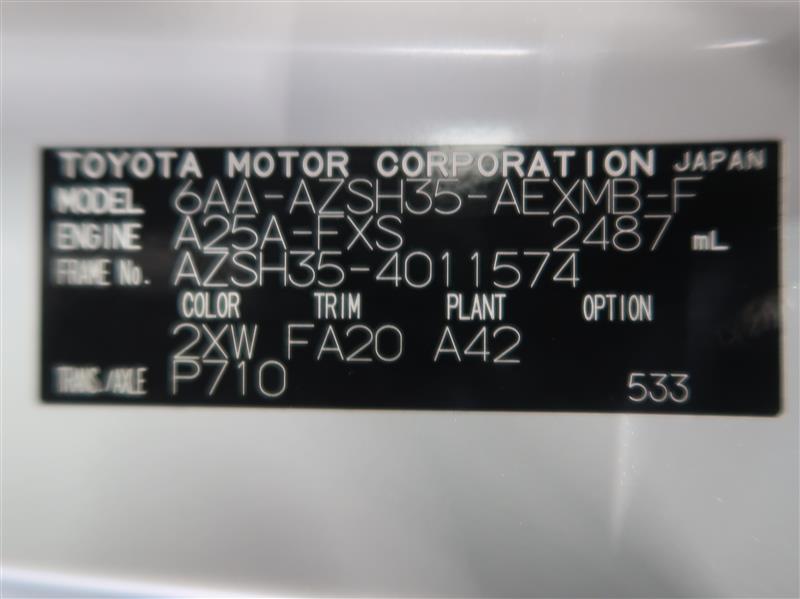 TOYOTA MOTOR CORPORATION JAPAN
MODEL 6AA-AZSH35-AEXMB-F
ENGINE A25A-FXS 2487 mL
FRAME No. AZSH35-4011574
COLOR TRIM PLANT OPTION
2XW FA20 A42
TRANS./AXLE P710 533